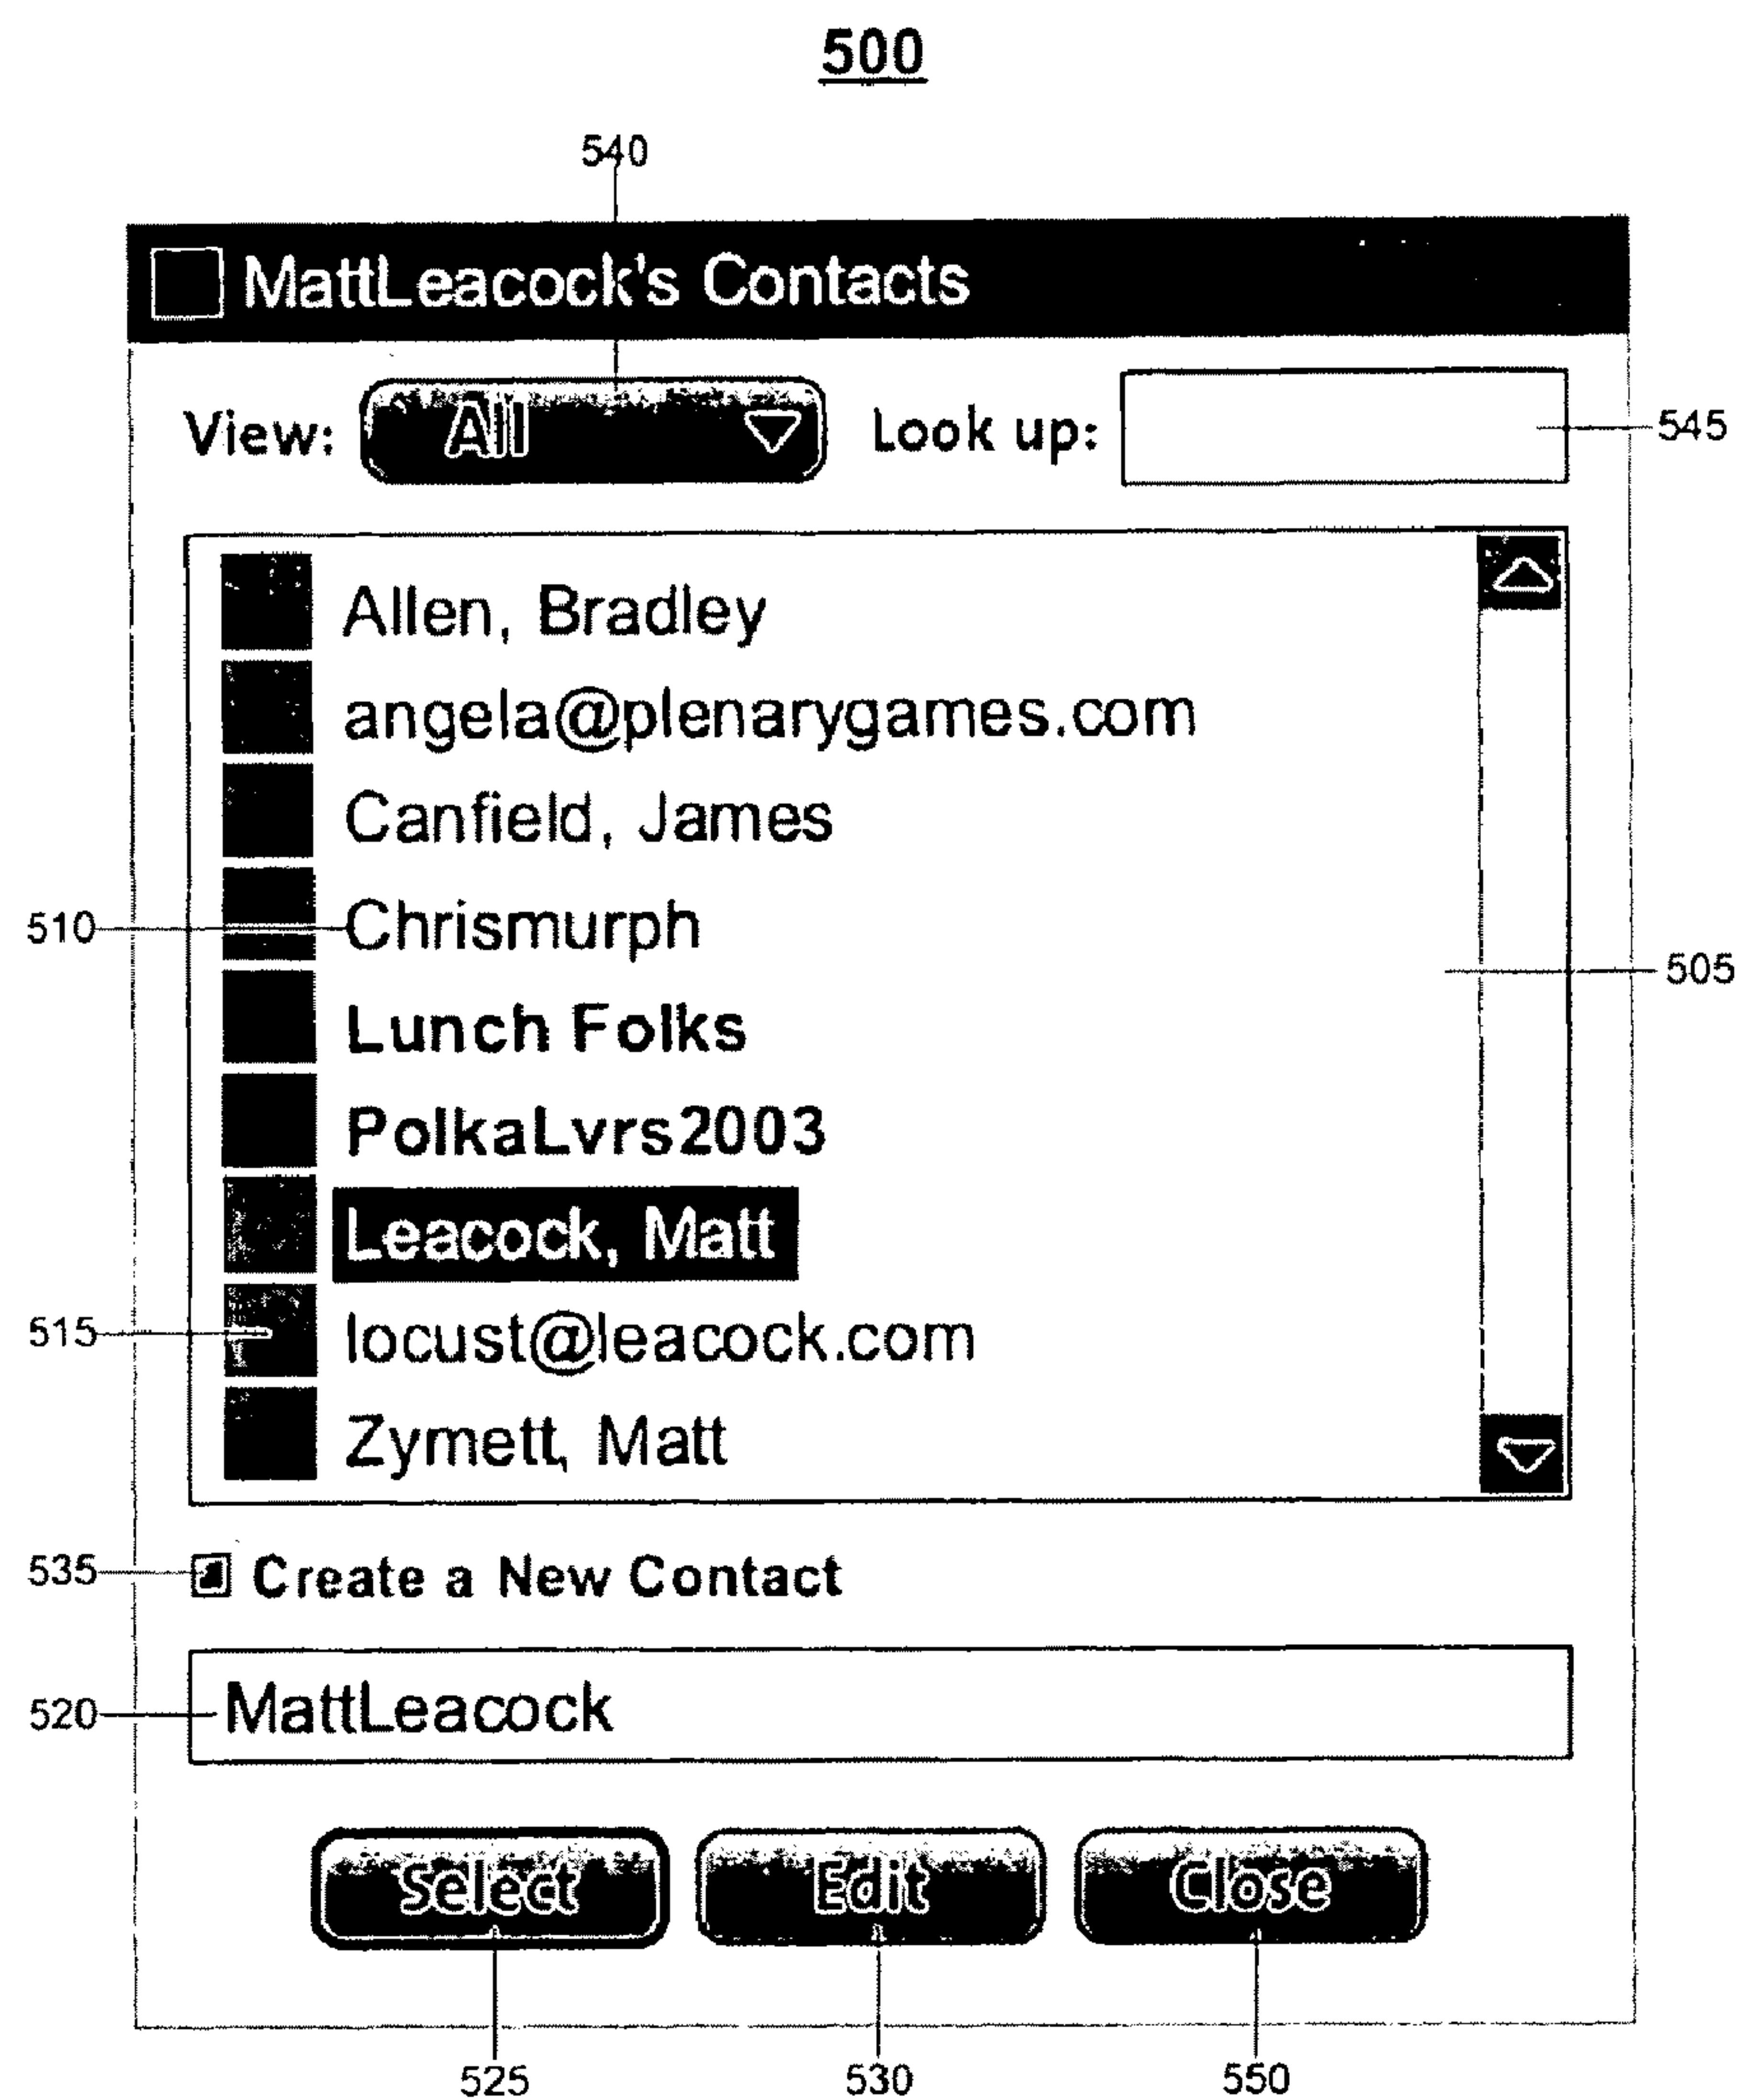 500
540
MattLeacock's Contacts
View: All Look up: 545
Allen, Bradley
angela@plenarygames.com
Canfield, James
510 Chrismurph
505
Lunch Folks
PolkaLvrs2003
Leacock, Matt
515 locust@leacock.com
Zymett, Matt
535 Create a New Contact
520 MattLeacock
Select Edit Close
525 530 550